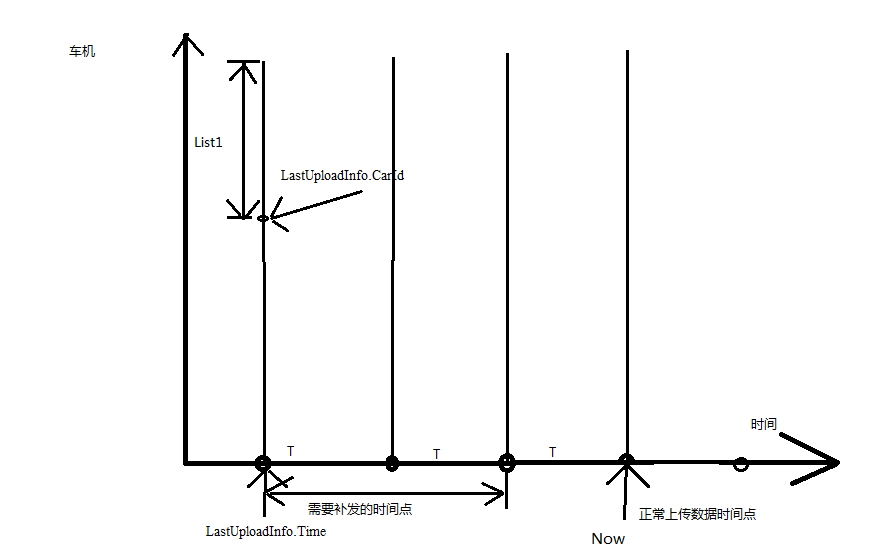 车机
List1
LastUploadInfo.CarId
时间
T
T
T
需要补发的时间点
正常上传数据时间点
LastUploadInfo.Time
Now